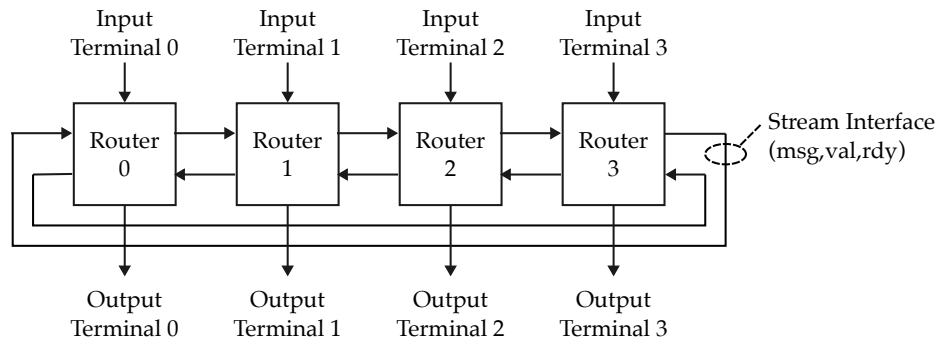 Input
Terminal 0
Input
Terminal 1
Input
Terminal 2
Input
Terminal 3
Router
0
Router
1
Router
2
Router
3
Stream Interface
(msg,val,rdy)
Output
Terminal 0
Output
Terminal 1
Output
Terminal 2
Output
Terminal 3